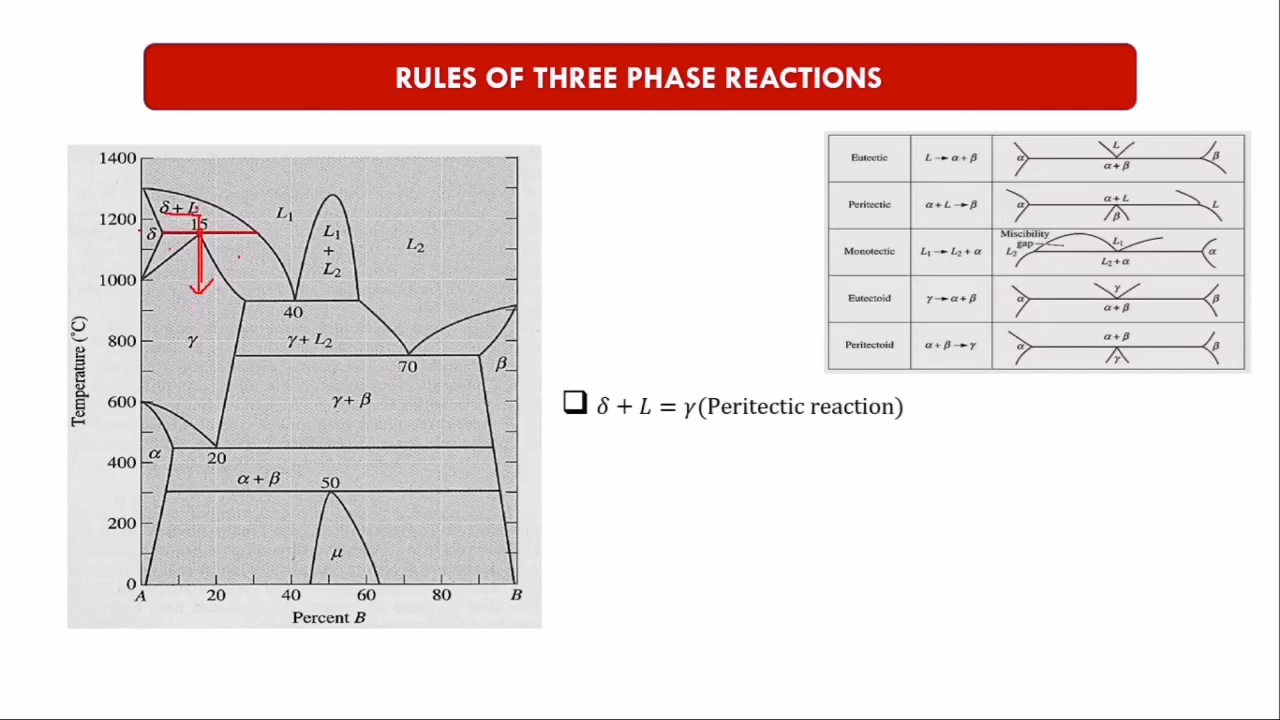 RULES OF THREE PHASE REACTIONS
1400
1200
1000
800
600
400
200
0
Temperature (°C)
δ + L
15
δ
L₁
L₁
+
L₂
L₂
40
γ
γ + L₂
70
β
γ + β
α
20
α + β
50
μ
A
20
40
60
80
B
Percent B
Eutectic L → α + β α L β α + β
Peritectic α + L → β α α + L β L
Monotectic L₁ → L₂ + α Miscibility gap L₂ L₁ L₂ + α α
Eutectoid γ → α + β α γ β α + β
Peritectoid α + β → γ α α + β γ β
❑ δ + L = γ(Peritectic reaction)